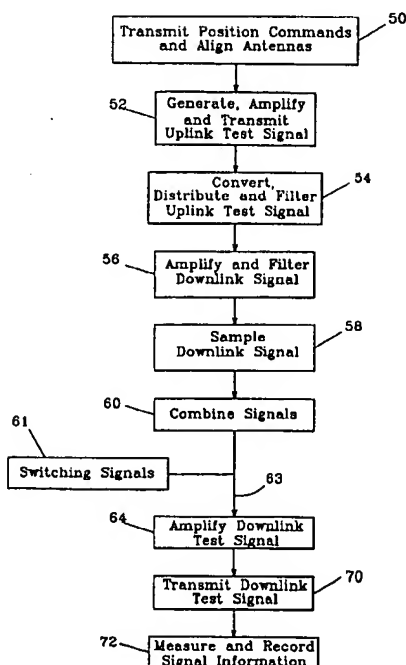 50
Transmit Position Commands
and Align Antennas
52
Generate, Amplify
and Transmit
Uplink Test Signal
54
Convert,
Distribute and Filter
Uplink Test Signal
56
Amplify and Filter
Downlink Signal
58
Sample
Downlink Signal
60
Combine Signals
61
Switching Signals
63
64
Amplify Downlink
Test Signal
70
Transmit Downlink
Test Signal
72
Measure and Record
Signal Information